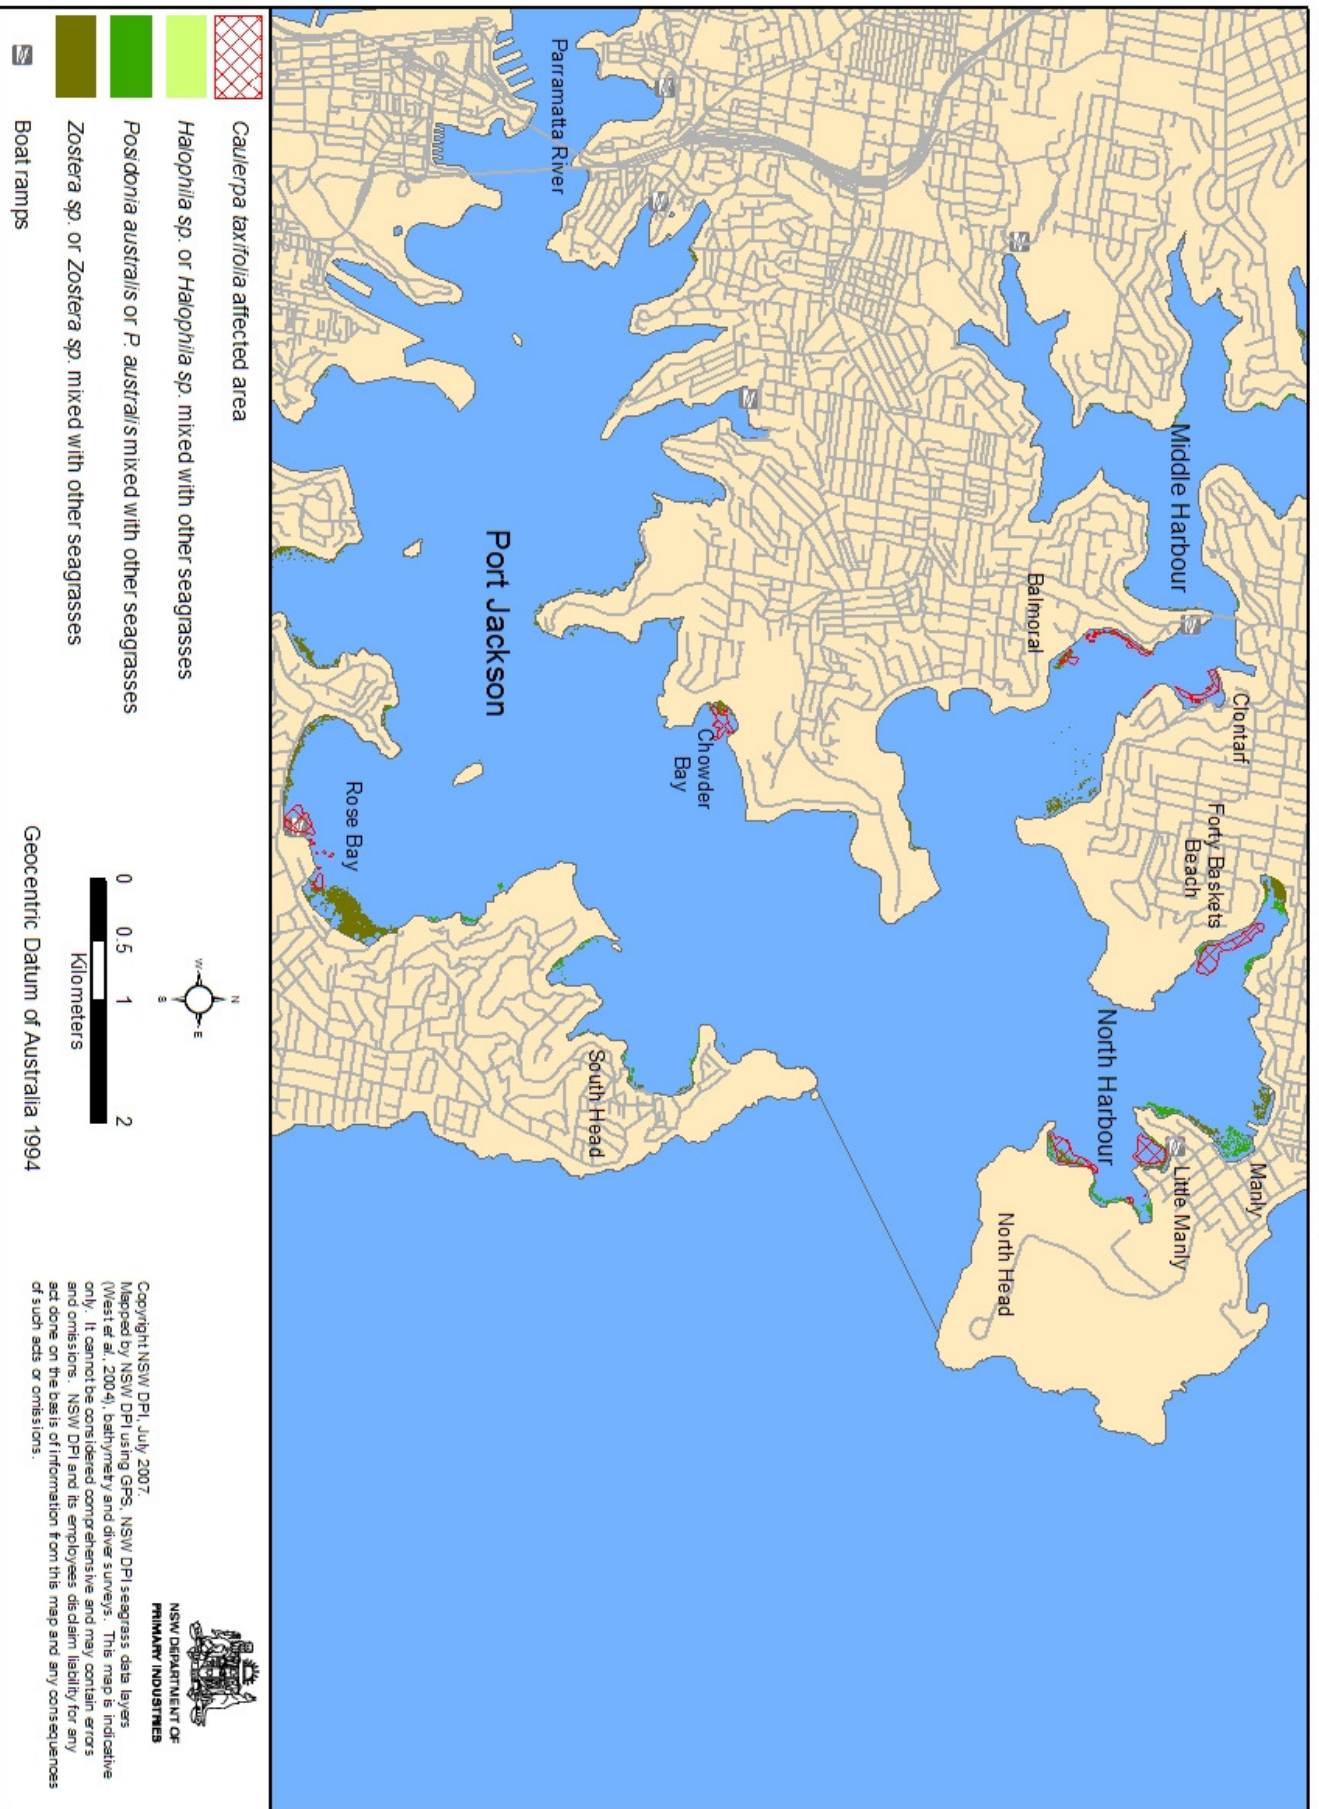 Parramatta River
Middle Harbour
Port Jackson
Balmoral
Clontarf
Chowder
Bay
Forty Baskets
Beach
Rose Bay
North Harbour
South Head
Manly
Little Manly
North Head
Caulerpa taxifolia affected area
Halophila sp. or Halophila sp. mixed with other seagrasses
Posidonia australis or P. australis mixed with other seagrasses
Zostera sp. or Zostera sp. mixed with other seagrasses
Boat ramps
N
W
E
S
0 0.5 1 2
Kilometers
Geocentric Datum of Australia 1994
NSW DEPARTMENT OF
PRIMARY INDUSTRIES
Copyright NSW DPI, July 2007.
Mapped by NSW DPI using GPS, NSW DPI seagrass data layers
(West et al., 2004), bathymetry and diver surveys. This map is indicative
only. It cannot be considered comprehensive and may contain errors
and omissions. NSW DPI and its employees disclaim liability for any
act done on the basis of information from this map and any consequences
of such acts or omissions.